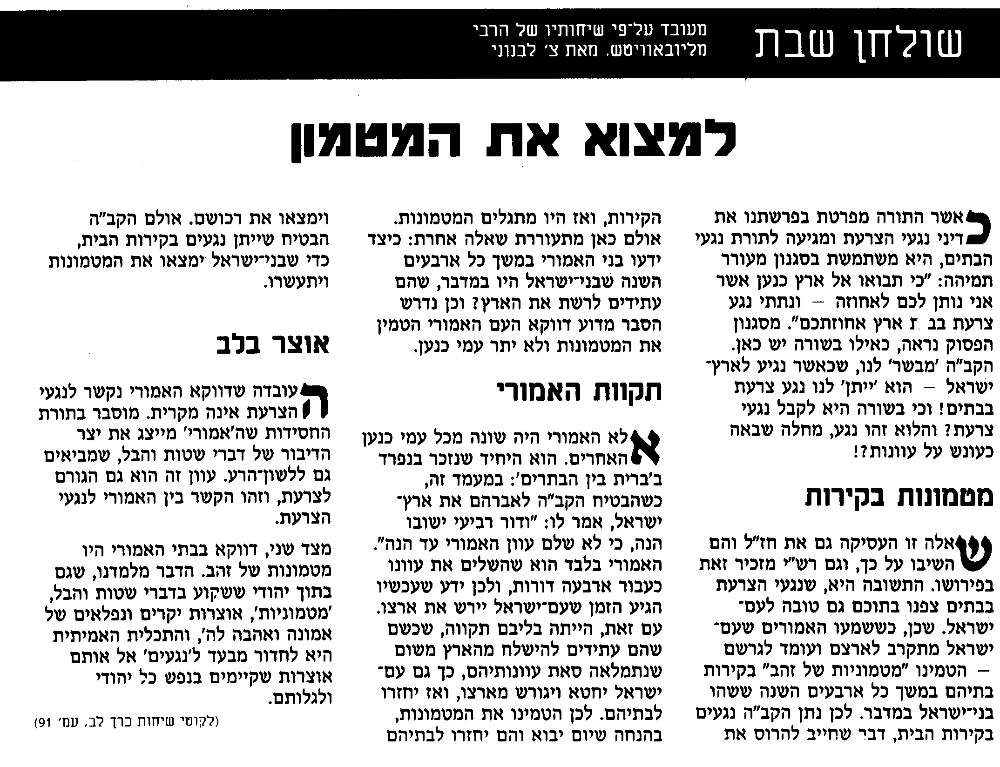 שולחן שבת
מעובד על־פי שיחותיו של הרבי
מליובאוויטש. מאת צ' לבנוני
למצוא את המטמון
כאשר התורה מפרטת בפרשתנו את
דיני נגעי הצרעת ומגיעה לתורת נגעי
הבתים, היא משתמשת בסגנון מעורר
תמיהה: "כי תבואו אל ארץ כנען אשר
אני נותן לכם לאחוזה – ונתתי נגע
צרעת ארץ אחוזתכם". מסגנון
הפסוק נראה, כאילו בשורה יש כאן.
הקב"ה 'מבשר' לנו, שכאשר נגיע לארץ־
ישראל – הוא 'ייתן' לנו נגע צרעת
בבתים! וכי בשורה היא לקבל נגעי
צרעת? והלוא זהו נגע, מחלה שבאה
כעונש על עוונות?!
מטמונות בקירות
שאלה זו העסיקה גם את חז"ל והם
השיבו על כך, וגם רש"י מזכיר זאת
בפירושו. התשובה היא, שנגעי הצרעת
בבתים צפנו בתוכם גם טובה לעם־
ישראל. שכן, כששמעו האמורים שעם־
ישראל מתקרב לארצם ועומד לגרשם
– הטמינו "מטמוניות של זהב" בקירות
בתיהם במשך כל ארבעים השנה ששהו
בני־ישראל במדבר. לכן נתן הקב"ה נגעים
בקירות הבית, דבר שחייב להרוס את
הקירות, ואז היו מתגלים המטמונות.
אולם כאן מתעוררת שאלה אחרת: כיצד
ידעו בני האמורי במשך כל ארבעים
השנה שבני־ישראל היו במדבר, שהם
עתידים לרשת את הארץ? וכן נדרש
הסבר מדוע דווקא העם האמורי הטמין
את המטמונות ולא יתר עמי כנען.
תקוות האמורי
אלא האמורי היה שונה מכל עמי כנען
האחרים. הוא היחיד שנזכר בנפרד
ב'ברית בין הבתרים': במעמד זה,
כשהבטיח הקב"ה לאברהם את ארץ־
ישראל, אמר לו: "ודור רביעי ישובו
הנה, כי לא שלם עוון האמורי עד הנה".
האמורי בלבד הוא שהשלים את עוונו
כעבור ארבעה דורות, ולכן ידע שעכשיו
הגיע הזמן שעם־ישראל יירש את ארצו.
עם זאת, הייתה בליבם תקווה, שכשם
שהם עתידים להישלח מהארץ משום
שנתמלאה סאת עוונותיהם, כך גם עם־
ישראל יחטא ויגורש מארצו, ואז יחזרו
לבתיהם. לכן הטמינו את המטמונות,
בהנחה שיום יבוא והם יחזרו לבתיהם
וימצאו את רכושם. אולם הקב"ה
הבטיח שייתן נגעים בקירות הבית,
כדי שבני־ישראל ימצאו את המטמונות
ויתעשרו.
אוצר בלב
העובדה שדווקא האמורי נקשר לנגעי
הצרעת אינה מקרית. מוסבר בתורת
החסידות שה'אמורי' מייצג את יצר
הדיבור של דברי שטות והבל, שמביאים
גם ללשון־הרע. עוון זה הוא גם הגורם
לצרעת, וזהו הקשר בין האמורי לנגעי
הצרעת.
מצד שני, דווקא בבתי האמורי היו
מטמונות של זהב. הדבר מלמדנו, שגם
בתוך יהודי ששקוע בדברי שטות והבל,
'מטמוניות', אוצרות יקרים ונפלאים של
אמונה ואהבה לה', והתכלית האמיתית
היא לחדור מבעד ל'נגעים' אל אותם
אוצרות שקיימים בנפש כל יהודי
ולגלותם.
(לקוטי שיחות כרך לב, עמ' 91)